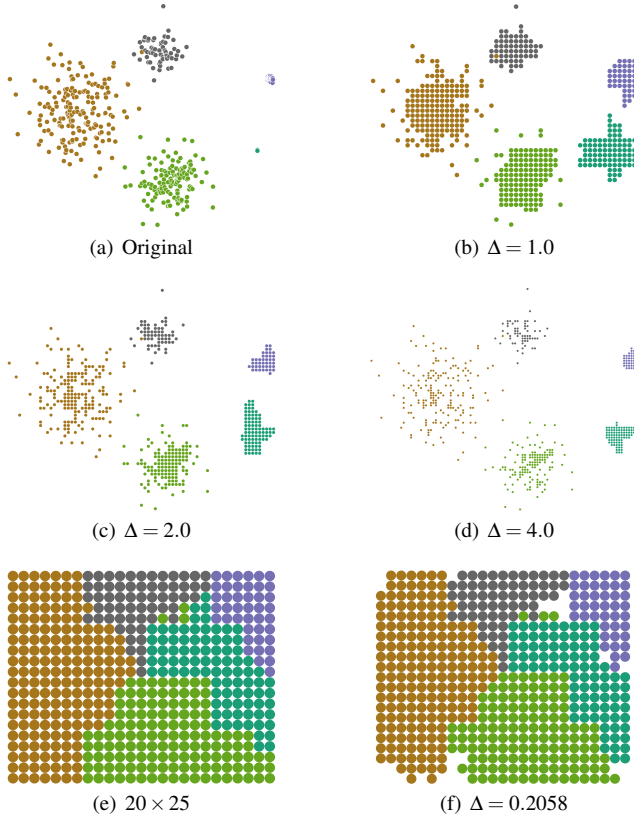 (a) Original
(b) Δ = 1.0
(c) Δ = 2.0
(d) Δ = 4.0
(e) 20 × 25
(f) Δ = 0.2058